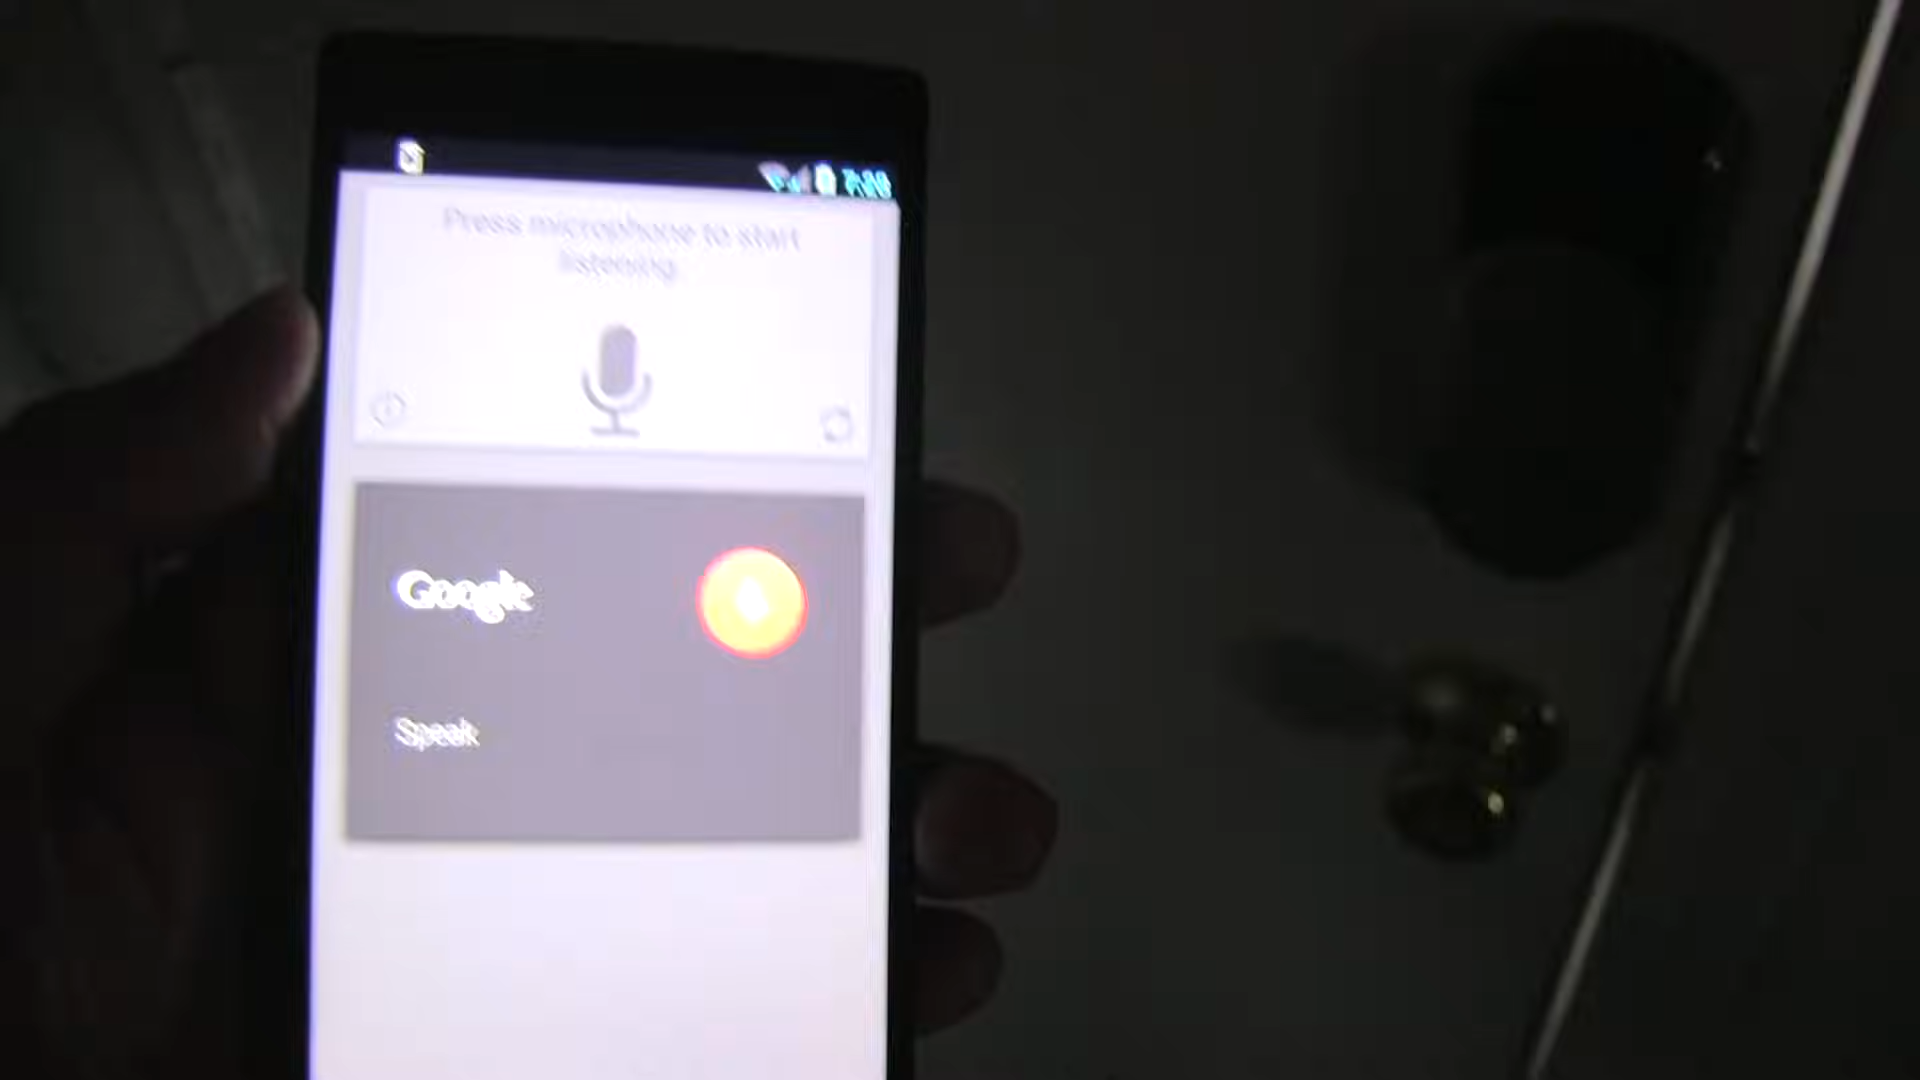 Press microphone to start
listening
Google
Speak